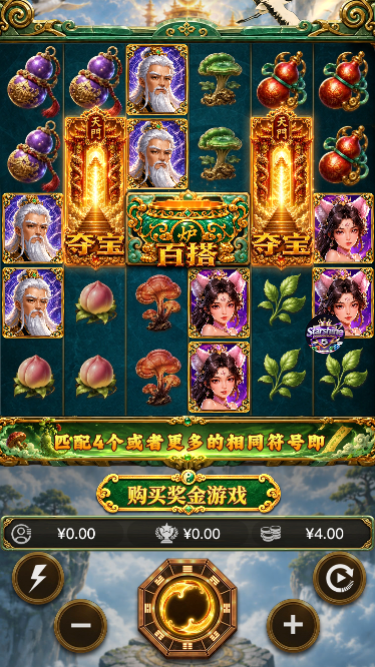 天門
天門
夺宝
百搭
夺宝
Starshine
匹配4个或者更多的相同符号即
购买奖金游戏
¥0.00
¥0.00
¥4.00